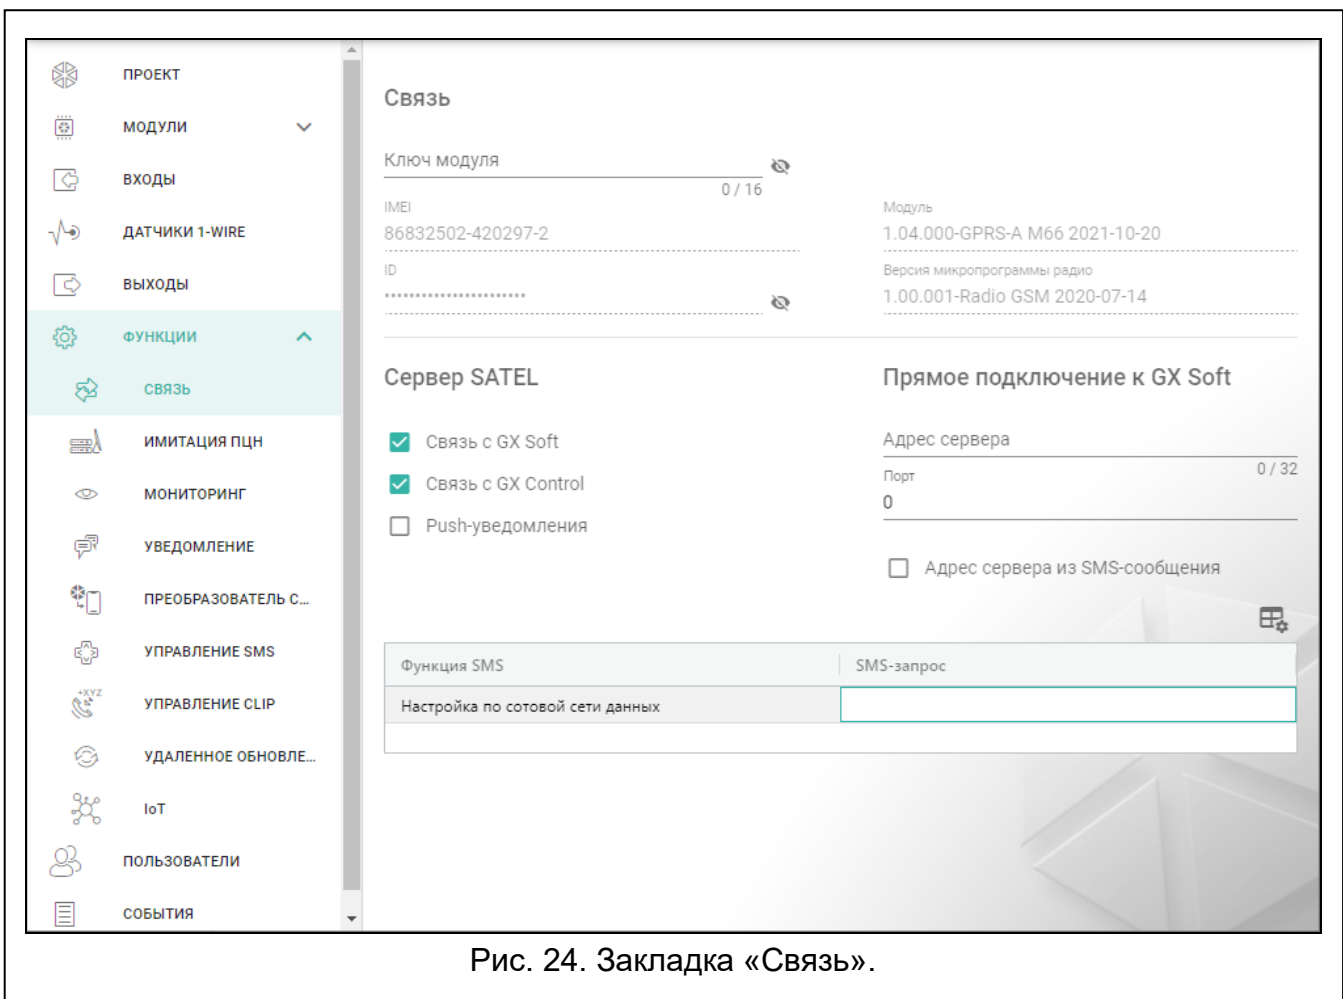 ПРОЕКТ
МОДУЛИ
ВХОДЫ
ДАТЧИКИ 1-WIRE
ВЫХОДЫ
ФУНКЦИИ
СВЯЗЬ
ИМИТАЦИЯ ПЦН
МОНИТОРИНГ
УВЕДОМЛЕНИЕ
ПРЕОБРАЗОВАТЕЛЬ С...
УПРАВЛЕНИЕ SMS
+XYZ
УПРАВЛЕНИЕ CLIP
УДАЛЕННОЕ ОБНОВЛЕ...
IoT
ПОЛЬЗОВАТЕЛИ
СОБЫТИЯ
Связь
Ключ модуля
0 / 16
IMEI
86832502-420297-2
Модуль
1.04.000-GPRS-A M66 2021-10-20
ID
Версия микропрограммы радио
1.00.001-Radio GSM 2020-07-14
Сервер SATEL
Связь с GX Soft
Связь с GX Control
Push-уведомления
Прямое подключение к GX Soft
Адрес сервера
0 / 32
Порт
0
Адрес сервера из SMS-сообщения
Функция SMS SMS-запрос
Настройка по сотовой сети данных
Рис. 24. Закладка «Связь».